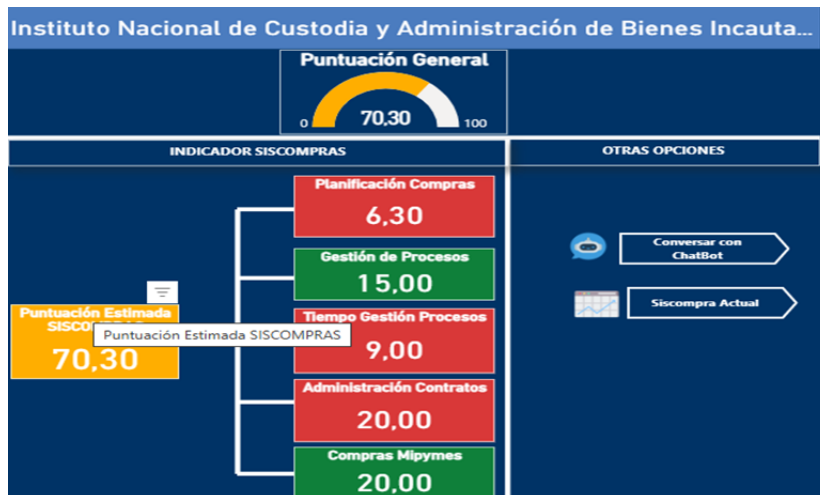 Instituto Nacional de Custodia y Administración de Bienes Incauta...
Puntuación General
70,30
0
100
INDICADOR SISCOMPRAS
OTRAS OPCIONES
Planificación Compras
6,30
Gestión de Procesos
15,00
Puntuación Estimada
SISCO
Puntuación Estimada SISCOMPRAS
70,30
Tiempo Gestión Procesos
9,00
Administración Contratos
20,00
Compras Mipymes
20,00
Conversar con
ChatBot
Siscompra Actual